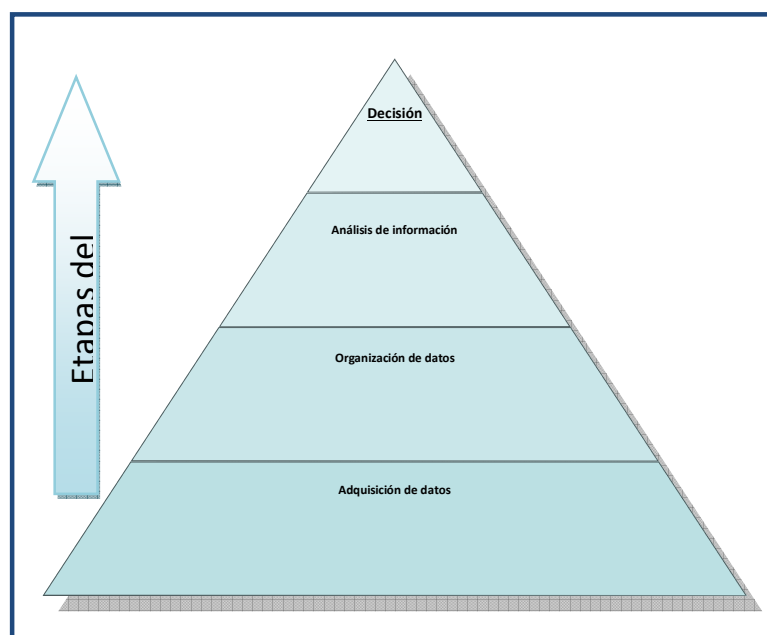 Decisión
Análisis de información
Organización de datos
Adquisición de datos
Etapas del